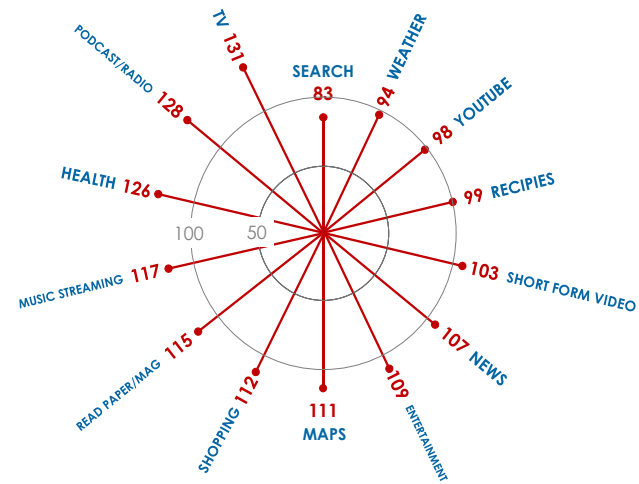 SEARCH
83
94 WEATHER
98 YOUTUBE
99 RECIPIES
103 SHORT FORM VIDEO
107 NEWS
109 ENTERTAINMENT
111
MAPS
SHOPPING 112
READ PAPER/MAG 115
MUSIC STREAMING 117
HEALTH 126
PODCAST/RADIO 128
TV 131
100
50